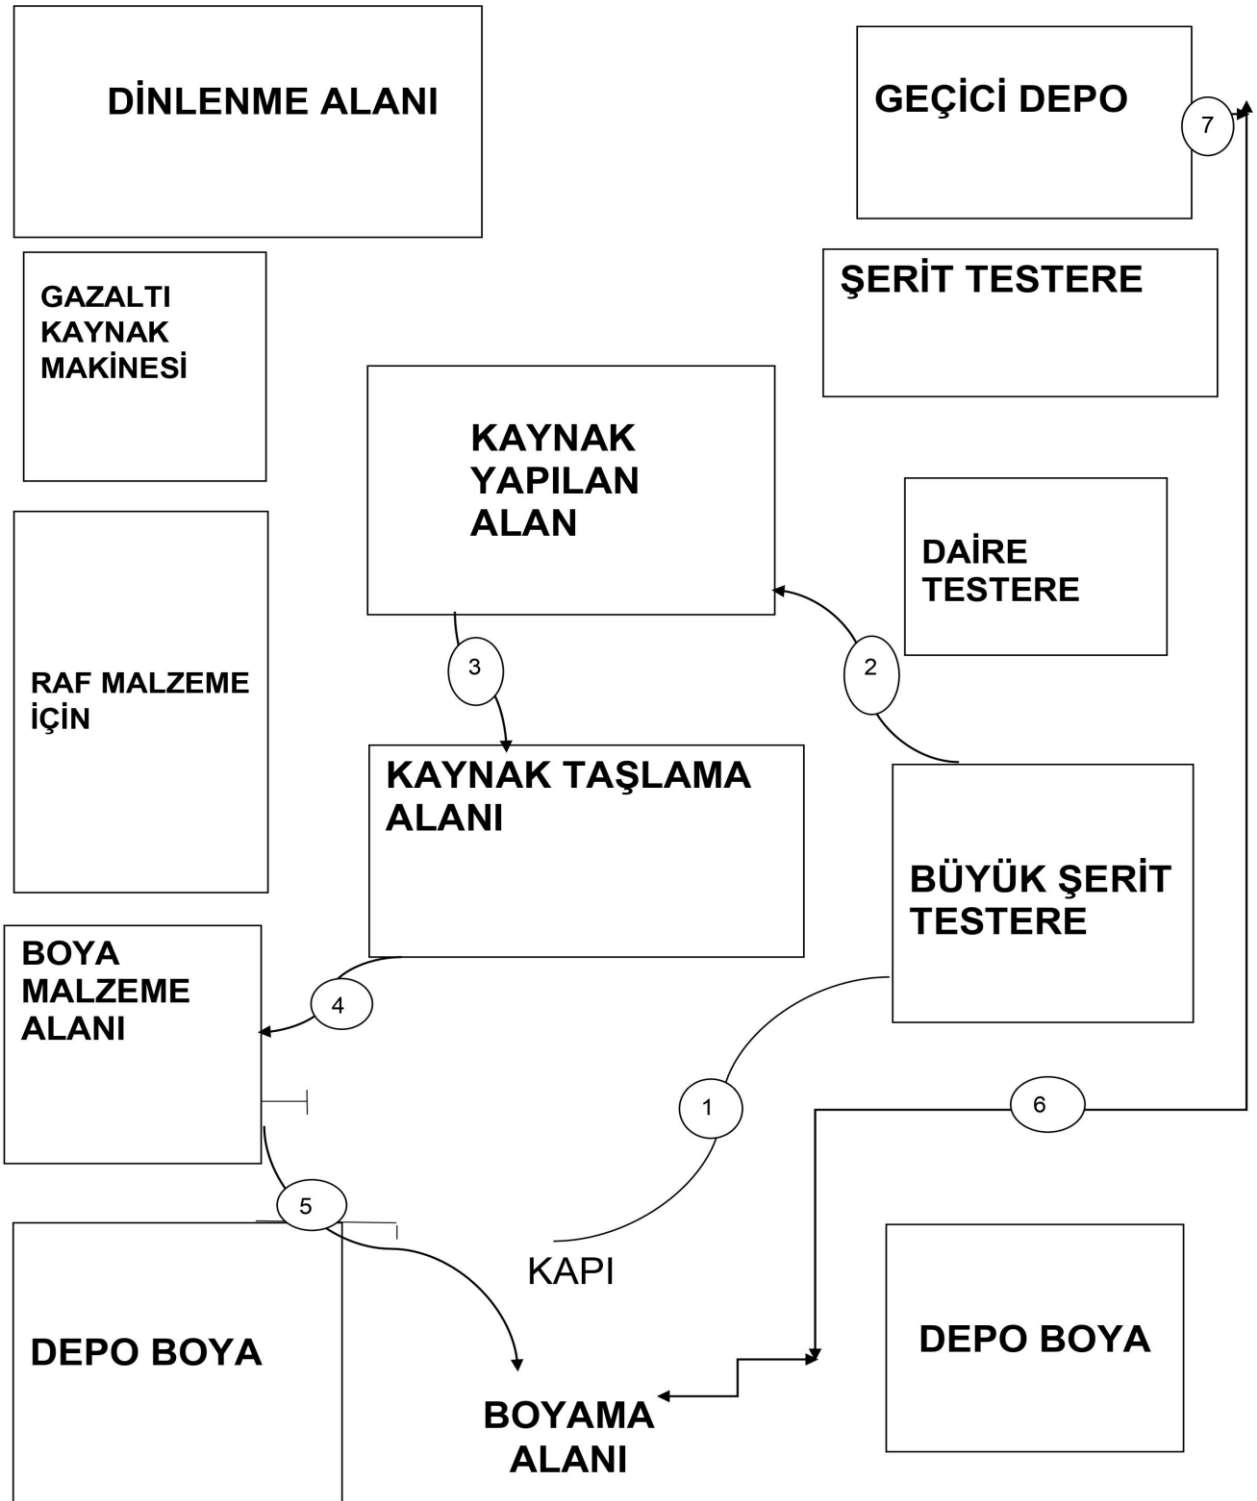 DİNLENME ALANI
GEÇİCİ DEPO
7
ŞERİT TESTERE
GAZALTI
KAYNAK
MAKİNESİ
KAYNAK
YAPILAN
ALAN
DAİRE
TESTERE
3
2
RAF MALZEME
İÇİN
KAYNAK TAŞLAMA
ALANI
BÜYÜK ŞERİT
TESTERE
BOYA
MALZEME
ALANI
4
1
6
5
KAPI
DEPO BOYA
DEPO BOYA
BOYAMA
ALANI